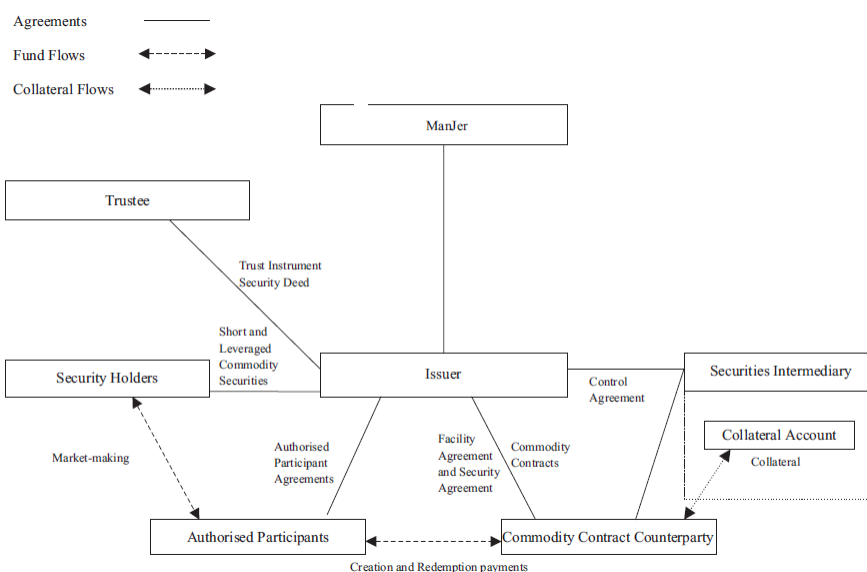 Agreements
Fund Flows
Collateral Flows
ManJer
Trustee
Trust Instrument
Security Deed
Short and
Leveraged
Commodity
Securities
Security Holders
Issuer
Control
Agreement
Securities Intermediary
Collateral Account
Collateral
Market-making
Authorised
Participant
Agreements
Facility
Agreement
and Security
Agreement
Commodity
Contracts
Authorised Participants
Commodity Contract Counterparty
Creation and Redemption payments